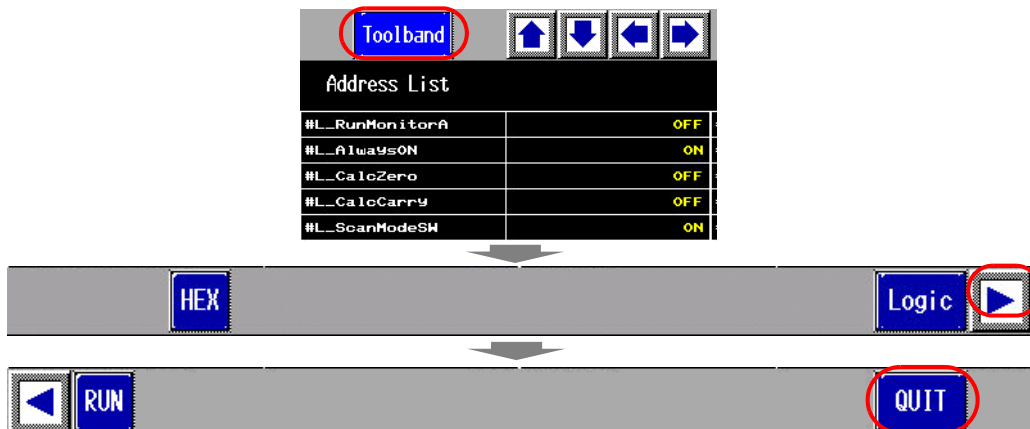 Toolband
Address List
#L_RunMonitorA OFF
#L_AlwaysON ON
#L_CalcZero OFF
#L_CalcCarry OFF
#L_ScanModeSW ON
HEX Logic
RUN QUIT